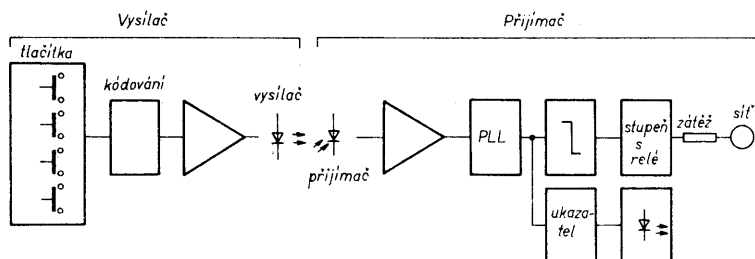 Vysílač
Přijímač
tlačítka
kódování
vysílač
přijímač
PLL
stupeň
s
relé
zátěž
síť
ukaza-
tel